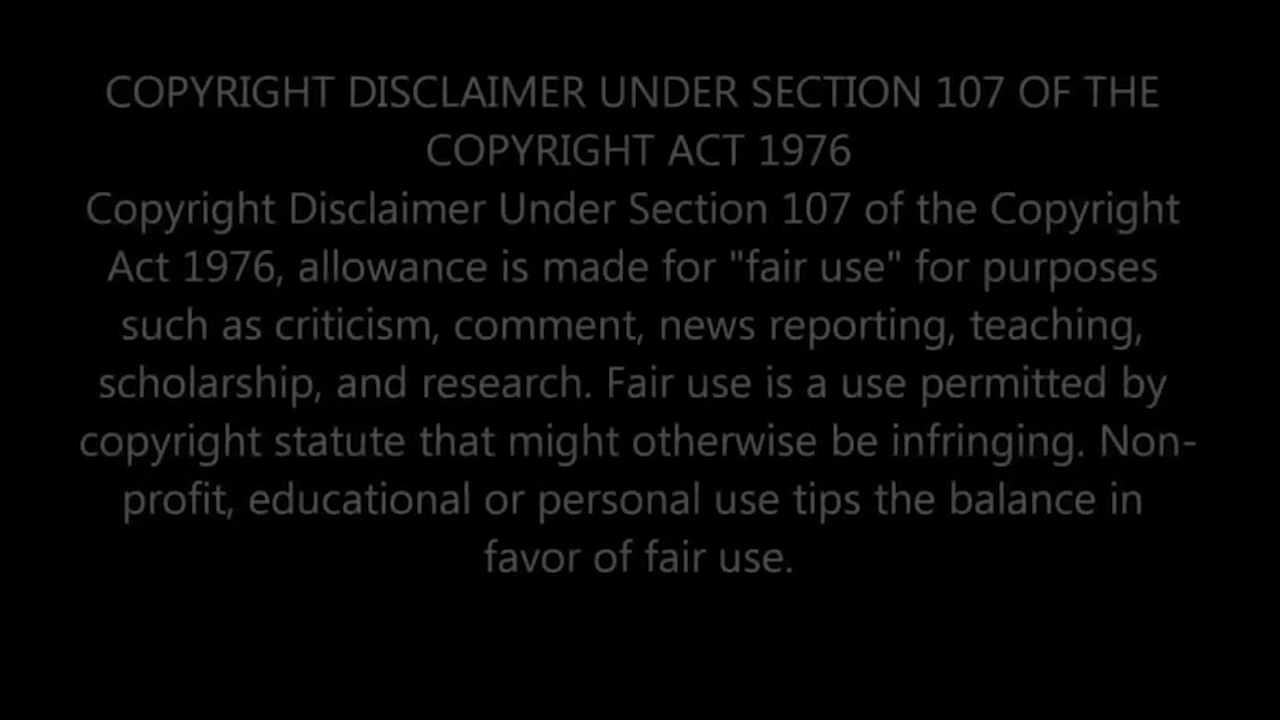 COPYRIGHT DISCLAIMER UNDER SECTION 107 OF THE
COPYRIGHT ACT 1976
Copyright Disclaimer Under Section 107 of the Copyright
Act 1976, allowance is made for "fair use" for purposes
such as criticism, comment, news reporting, teaching,
scholarship, and research. Fair use is a use permitted by
copyright statute that might otherwise be infringing. Non-
profit, educational or personal use tips the balance in
favor of fair use.